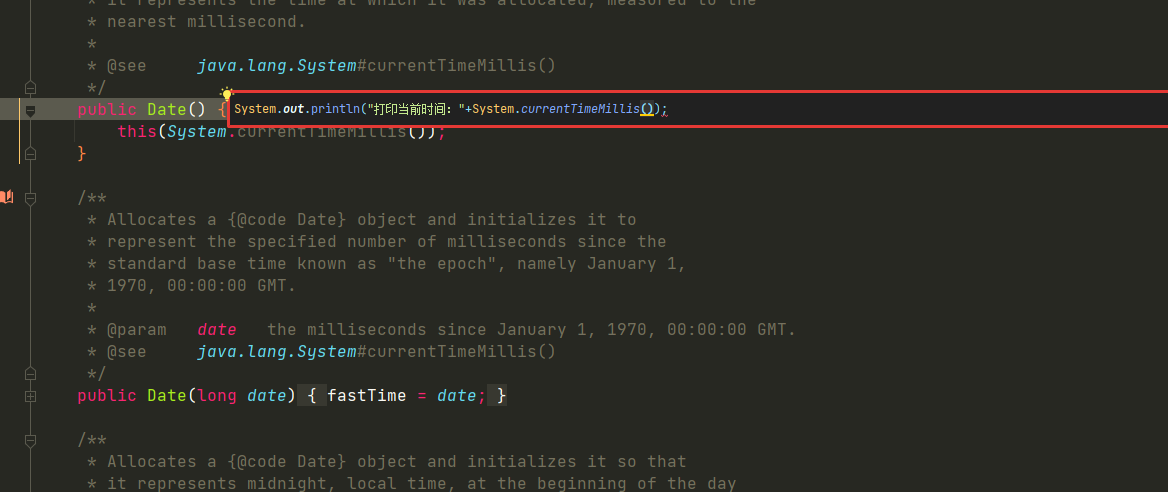 * it represents the time at which it was allocated, measured to the
* nearest millisecond.
*
* @see java.lang.System#currentTimeMillis()
*/
public Date() { System.out.println("打印当前时间: "+System.currentTimeMillis());
this(System.currentTimeMillis());
}
/**
* Allocates a {@code Date} object and initializes it to
* represent the specified number of milliseconds since the
* standard base time known as "the epoch", namely January 1,
* 1970, 00:00:00 GMT.
*
* @param date the milliseconds since January 1, 1970, 00:00:00 GMT.
* @see java.lang.System#currentTimeMillis()
*/
public Date(long date) { fastTime = date; }
/**
* Allocates a {@code Date} object and initializes it so that
* it represents midnight, local time, at the beginning of the day